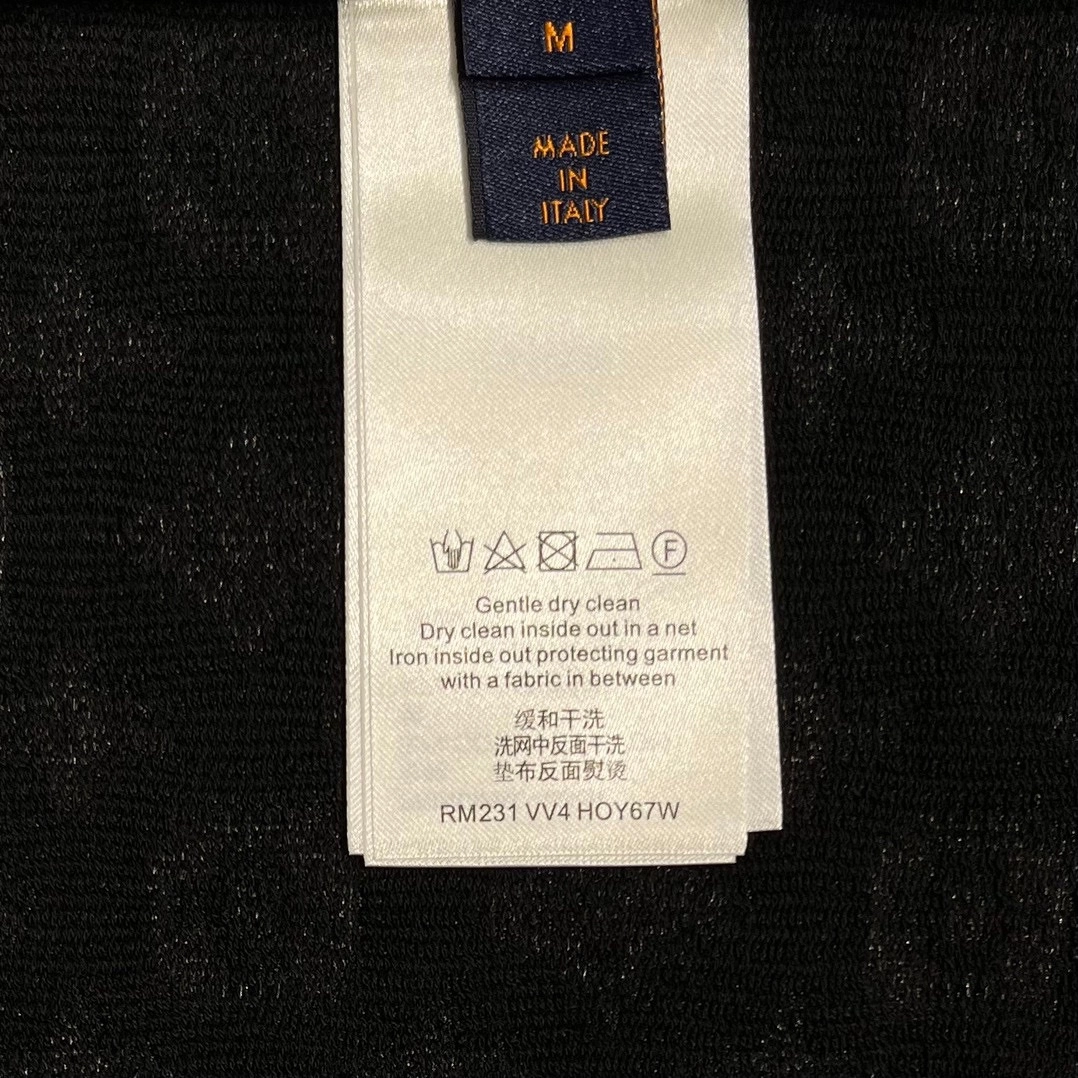 M
MADE
IN
ITALY
F
Gentle dry clean
Dry clean inside out in a net
Iron inside out protecting garment
with a fabric in between
缓和干洗
洗网中反面干洗
垫布反面熨烫
RM231 VV4 HOY67W